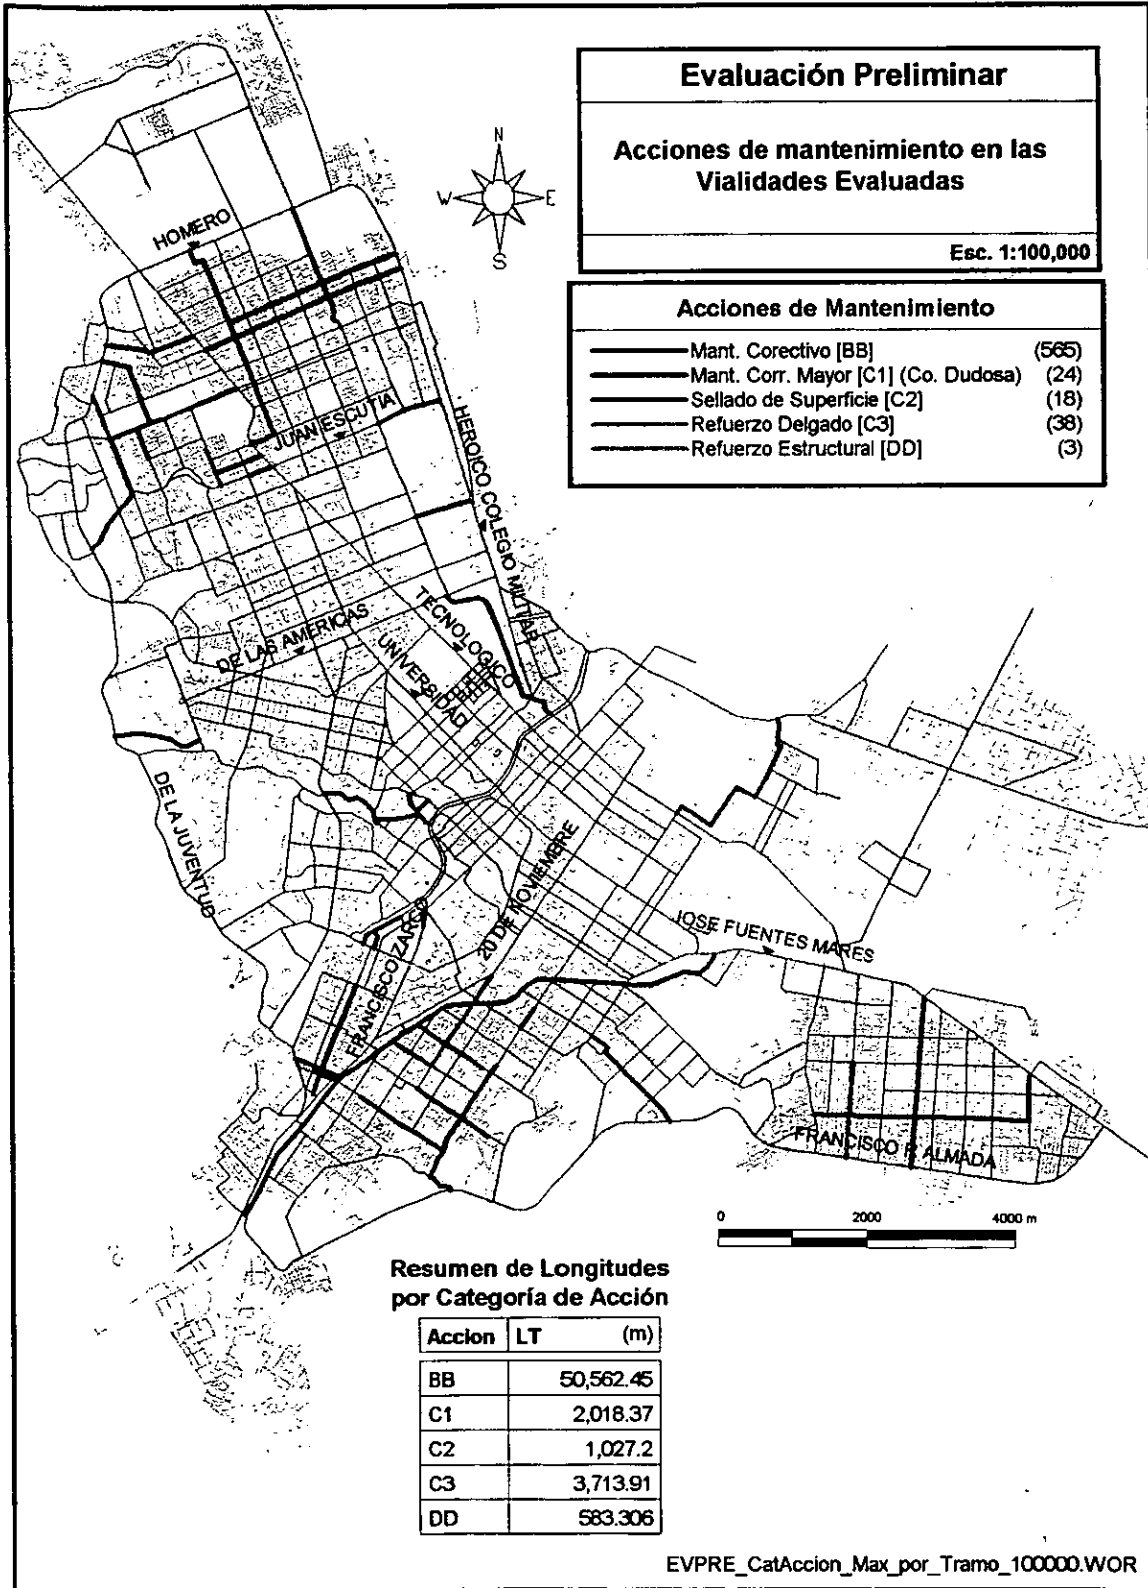 Evaluación Preliminar
Acciones de mantenimiento en las
Vialidades Evaluadas
Esc. 1:100,000
Acciones de Mantenimiento
Mant. Corectivo [BB] (565)
Mant. Corr. Mayor [C1] (Co. Dudosa) (24)
Sellado de Superficie [C2] (18)
Refuerzo Delgado [C3] (38)
Refuerzo Estructural [DD] (3)
N
W E
S
HOMERO
JUAN ESCUTIA
HEROICO COLEGIO MILITAR
TECNOLOGICO
UNIVERSIDAD
DE LAS AMERICAS
DE LA JUVENTUD
20 DE NOVIEMBRE
FRANCISCO ZARCO
JOSE FUENTES MARES
FRANCISCO R. ALMADA
0 2000 4000 m
Resumen de Longitudes
por Categoría de Acción
Accion LT (m)
BB 50,562.45
C1 2,018.37
C2 1,027.2
C3 3,713.91
DD 583.306
EVPRE_CatAccion_Max_por_Tramo_100000.WOR